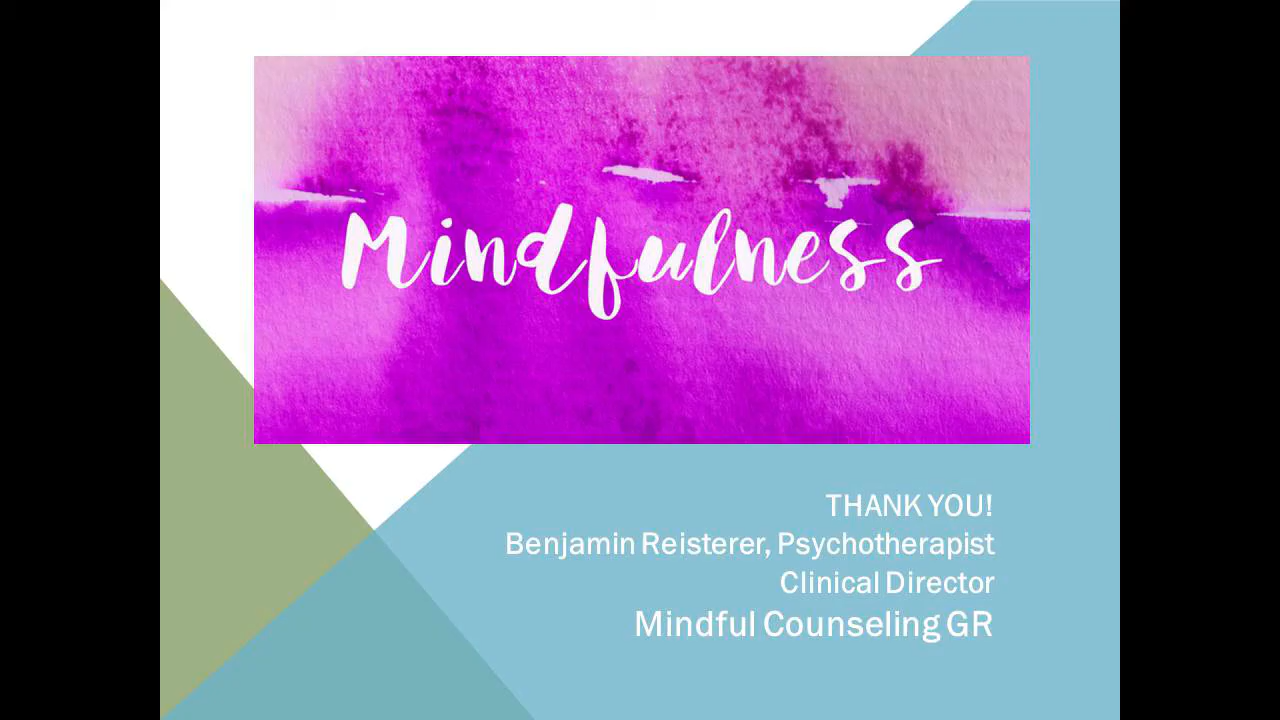 Mindfulness
THANK YOU!
Benjamin Reisterer, Psychotherapist
Clinical Director
Mindful Counseling GR